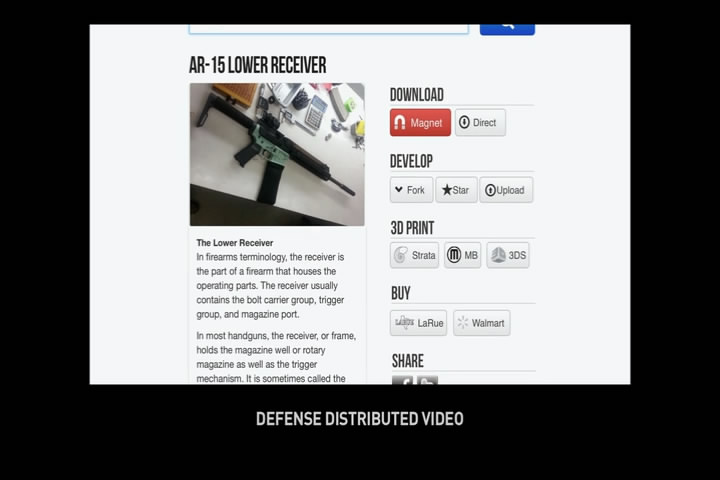 AR-15 LOWER RECEIVER
DOWNLOAD
Magnet
Direct
DEVELOP
Fork
Star
Upload
3D PRINT
Strata
MB
3DS
BUY
LaRue
Walmart
SHARE
The Lower Receiver
In firearms terminology, the receiver is
the part of a firearm that houses the
operating parts. The receiver usually
contains the bolt carrier group, trigger
group, and magazine port.
In most handguns, the receiver, or frame,
holds the magazine well or rotary
magazine as well as the trigger
mechanism. It is sometimes called the
DEFENSE DISTRIBUTED VIDEO